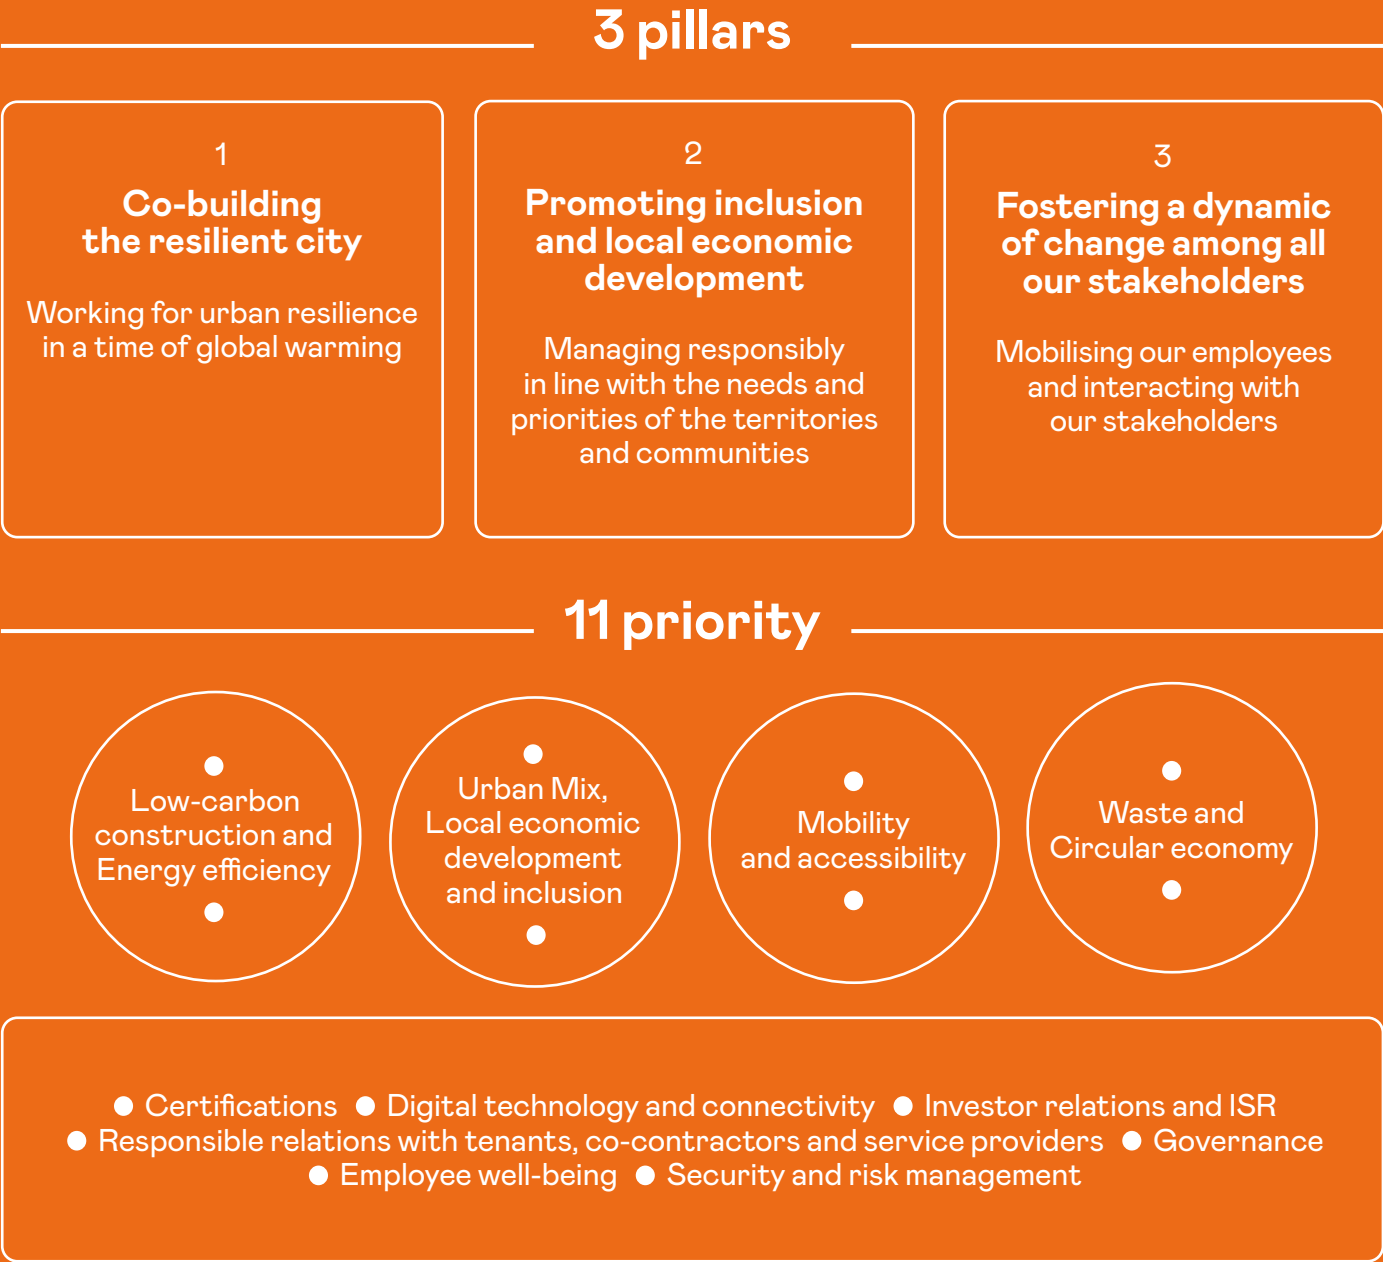 3 pillars
1
Co-building
the resilient city
Working for urban resilience
in a time of global warming
2
Promoting inclusion
and local economic
development
Managing responsibly
in line with the needs and
priorities of the territories
and communities
3
Fostering a dynamic
of change among all
our stakeholders
Mobilising our employees
and interacting with
our stakeholders
11 priority
Low-carbon
construction and
Energy efficiency
Urban Mix,
Local economic
development
and inclusion
Mobility
and accessibility
Waste and
Circular economy
● Certifications ● Digital technology and connectivity ● Investor relations and ISR
● Responsible relations with tenants, co-contractors and service providers ● Governance
● Employee well-being ● Security and risk management